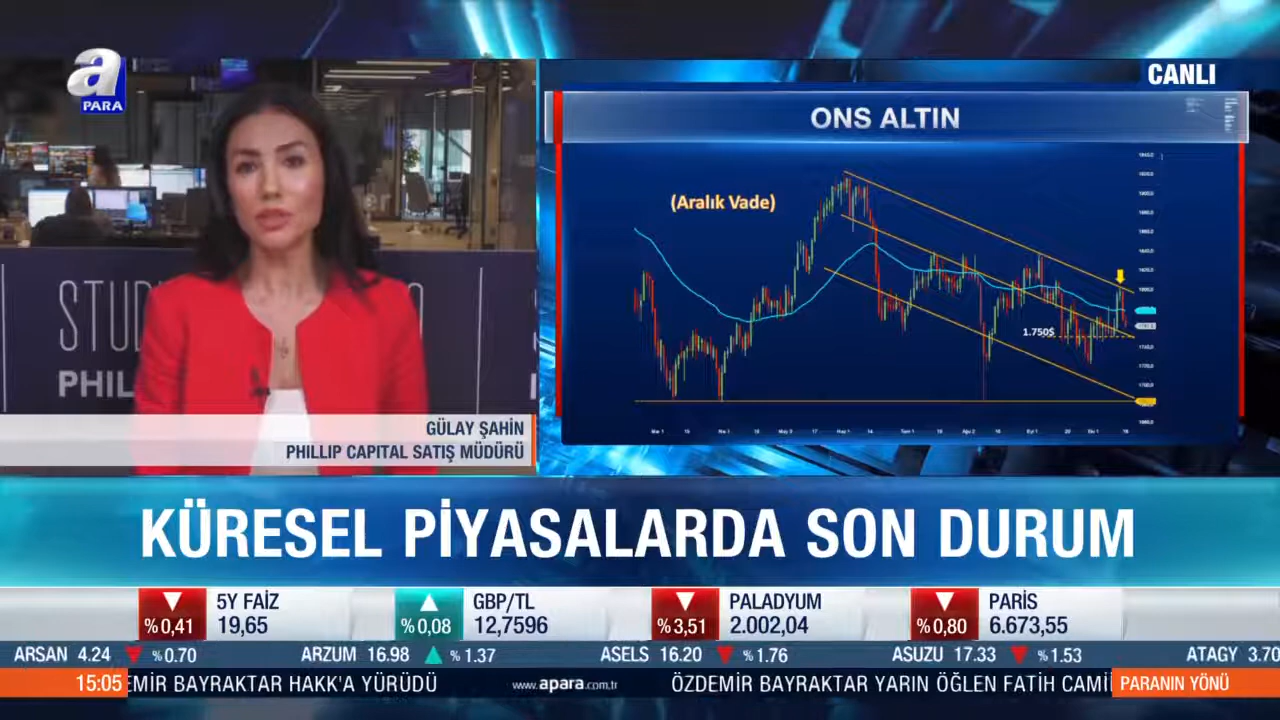 a
PARA
CANLI
ONS ALTIN
(Aralık Vade)
1.750$
STUD
PHIL
GÜLAY ŞAHİN
PHILLIP CAPITAL SATIŞ MÜDÜRÜ
KÜRESEL PİYASALARDA SON DURUM
%0,41 5Y FAİZ 19,65
%0,08 GBP/TL 12,7596
%3,51 PALADYUM 2.002,04
%0,80 PARİS 6.673,55
ARSAN 4.24 %0.70 ARZUM 16.98 %1.37 ASELS 16.20 %1.76 ASUZU 17.33 %1.53 ATAGY 3.70
15:05 EMİR BAYRAKTAR HAKK'A YÜRÜDÜ www.apara.com.tr ÖZDEMİR BAYRAKTAR YARIN ÖĞLEN FATİH CAMİİ PARANIN YÖNÜ